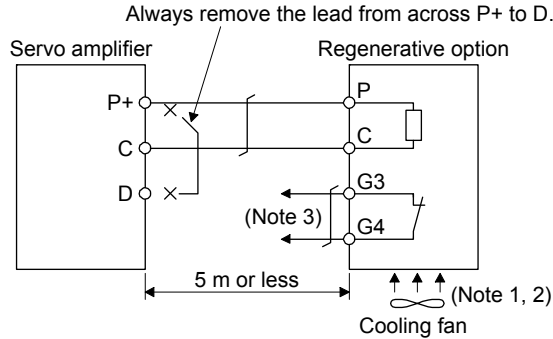 Always remove the lead from across P+ to D.
Servo amplifier
Regenerative option
P+
P
C
C
D
G3
(Note 3)
G4
5 m or less
(Note 1, 2)
Cooling fan